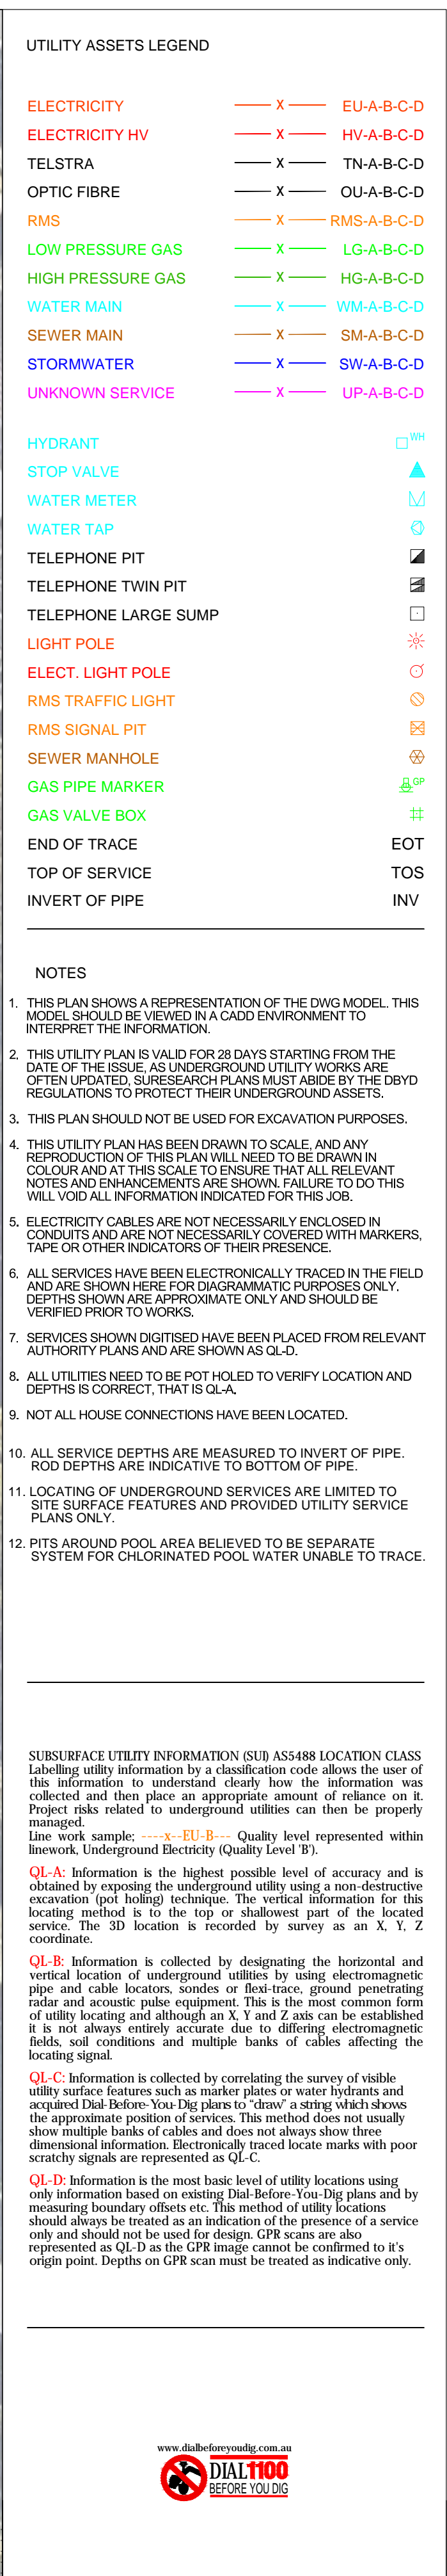 UTILITY ASSETS LEGEND
ELECTRICITY X EU-A-B-C-D
ELECTRICITY HV X HV-A-B-C-D
TELSTRA X TN-A-B-C-D
OPTIC FIBRE X OU-A-B-C-D
RMS X RMS-A-B-C-D
LOW PRESSURE GAS X LG-A-B-C-D
HIGH PRESSURE GAS X HG-A-B-C-D
WATER MAIN X WM-A-B-C-D
SEWER MAIN X SM-A-B-C-D
STORMWATER X SW-A-B-C-D
UNKNOWN SERVICE X UP-A-B-C-D
HYDRANT WH
STOP VALVE
WATER METER
WATER TAP
TELEPHONE PIT
TELEPHONE TWIN PIT
TELEPHONE LARGE SUMP
LIGHT POLE
ELECT. LIGHT POLE
RMS TRAFFIC LIGHT
RMS SIGNAL PIT
SEWER MANHOLE
GAS PIPE MARKER GP
GAS VALVE BOX
END OF TRACE EOT
TOP OF SERVICE TOS
INVERT OF PIPE INV
NOTES
1. THIS PLAN SHOWS A REPRESENTATION OF THE DWG MODEL. THIS
MODEL SHOULD BE VIEWED IN A CADD ENVIRONMENT TO
INTERPRET THE INFORMATION.
2. THIS UTILITY PLAN IS VALID FOR 28 DAYS STARTING FROM THE
DATE OF THE ISSUE, AS UNDERGROUND UTILITY WORKS ARE
OFTEN UPDATED, SURESEARCH PLANS MUST ABIDE BY THE DBYD
REGULATIONS TO PROTECT THEIR UNDERGROUND ASSETS.
3. THIS PLAN SHOULD NOT BE USED FOR EXCAVATION PURPOSES.
4. THIS UTILITY PLAN HAS BEEN DRAWN TO SCALE, AND ANY
REPRODUCTION OF THIS PLAN WILL NEED TO BE DRAWN IN
COLOUR AND AT THIS SCALE TO ENSURE THAT ALL RELEVANT
NOTES AND ENHANCEMENTS ARE SHOWN. FAILURE TO DO THIS
WILL VOID ALL INFORMATION INDICATED FOR THIS JOB.
5. ELECTRICITY CABLES ARE NOT NECESSARILY ENCLOSED IN
CONDUITS AND ARE NOT NECESSARILY COVERED WITH MARKERS,
TAPE OR OTHER INDICATORS OF THEIR PRESENCE.
6. ALL SERVICES HAVE BEEN ELECTRONICALLY TRACED IN THE FIELD
AND ARE SHOWN HERE FOR DIAGRAMMATIC PURPOSES ONLY.
DEPTHS SHOWN ARE APPROXIMATE ONLY AND SHOULD BE
VERIFIED PRIOR TO WORKS.
7. SERVICES SHOWN DIGITISED HAVE BEEN PLACED FROM RELEVANT
AUTHORITY PLANS AND ARE SHOWN AS QL-D.
8. ALL UTILITIES NEED TO BE POT HOLED TO VERIFY LOCATION AND
DEPTHS IS CORRECT, THAT IS QL-A.
9. NOT ALL HOUSE CONNECTIONS HAVE BEEN LOCATED.
10. ALL SERVICE DEPTHS ARE MEASURED TO INVERT OF PIPE.
ROD DEPTHS ARE INDICATIVE TO BOTTOM OF PIPE.
11. LOCATING OF UNDERGROUND SERVICES ARE LIMITED TO
SITE SURFACE FEATURES AND PROVIDED UTILITY SERVICE
PLANS ONLY.
12. PITS AROUND POOL AREA BELIEVED TO BE SEPARATE
SYSTEM FOR CHLORINATED POOL WATER UNABLE TO TRACE.
SUBSURFACE UTILITY INFORMATION (SUI) AS5488 LOCATION CLASS
Labelling utility information by a classification code allows the user of
this information to understand clearly how the information was
collected and then place an appropriate amount of reliance on it.
Project risks related to underground utilities can then be properly
managed.
Line work sample; ----x--EU-B--- Quality level represented within
linework, Underground Electricity (Quality Level 'B').
QL-A: Information is the highest possible level of accuracy and is
obtained by exposing the underground utility using a non-destructive
excavation (pot holing) technique. The vertical information for this
locating method is to the top or shallowest part of the located
service. The 3D location is recorded by survey as an X, Y, Z
coordinate.
QL-B: Information is collected by designating the horizontal and
vertical location of underground utilities by using electromagnetic
pipe and cable locators, sondes or flexi-trace, ground penetrating
radar and acoustic pulse equipment. This is the most common form
of utility locating and although an X, Y and Z axis can be established
it is not always entirely accurate due to differing electromagnetic
fields, soil conditions and multiple banks of cables affecting the
locating signal.
QL-C: Information is collected by correlating the survey of visible
utility surface features such as marker plates or water hydrants and
acquired Dial-Before-You-Dig plans to “draw” a string which shows
the approximate position of services. This method does not usually
show multiple banks of cables and does not always show three
dimensional information. Electronically traced locate marks with poor
scratchy signals are represented as QL-C.
QL-D: Information is the most basic level of utility locations using
only information based on existing Dial-Before-You-Dig plans and by
measuring boundary offsets etc. This method of utility locations
should always be treated as an indication of the presence of a service
only and should not be used for design. GPR scans are also
represented as QL-D as the GPR image cannot be confirmed to it's
origin point. Depths on GPR scan must be treated as indicative only.
www.dialbeforeyoudig.com.au
DIAL1100
BEFORE YOU DIG